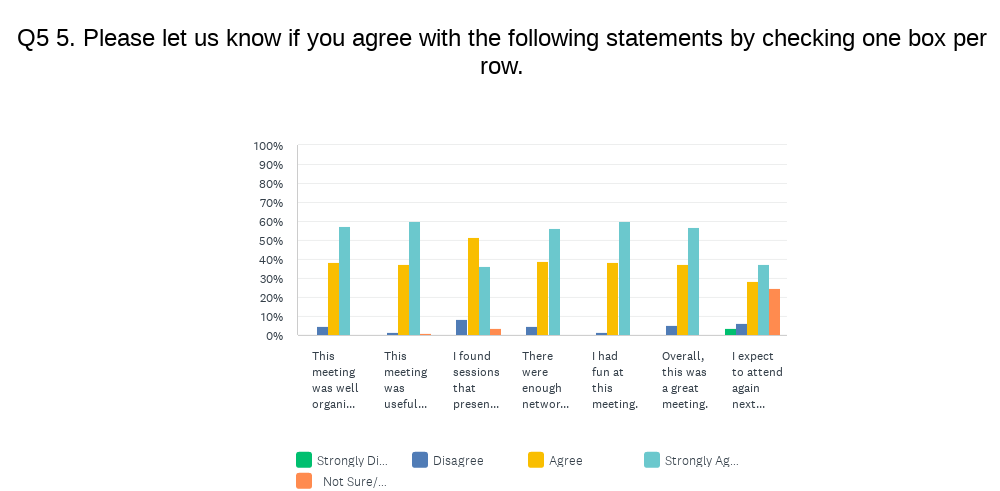 Q5 5. Please let us know if you agree with the following statements by checking one box per
row.
100%
90%
80%
70%
60%
50%
40%
30%
20%
10%
0%
This
meeting
was well
organi...
This
meeting
was
useful...
I found
sessions
that
presen...
There
were
enough
networ...
I had
fun at
this
meeting.
Overall,
this was
a great
meeting.
I expect
to attend
again
next...
Strongly Di...
Disagree
Agree
Strongly Ag...
Not Sure/...